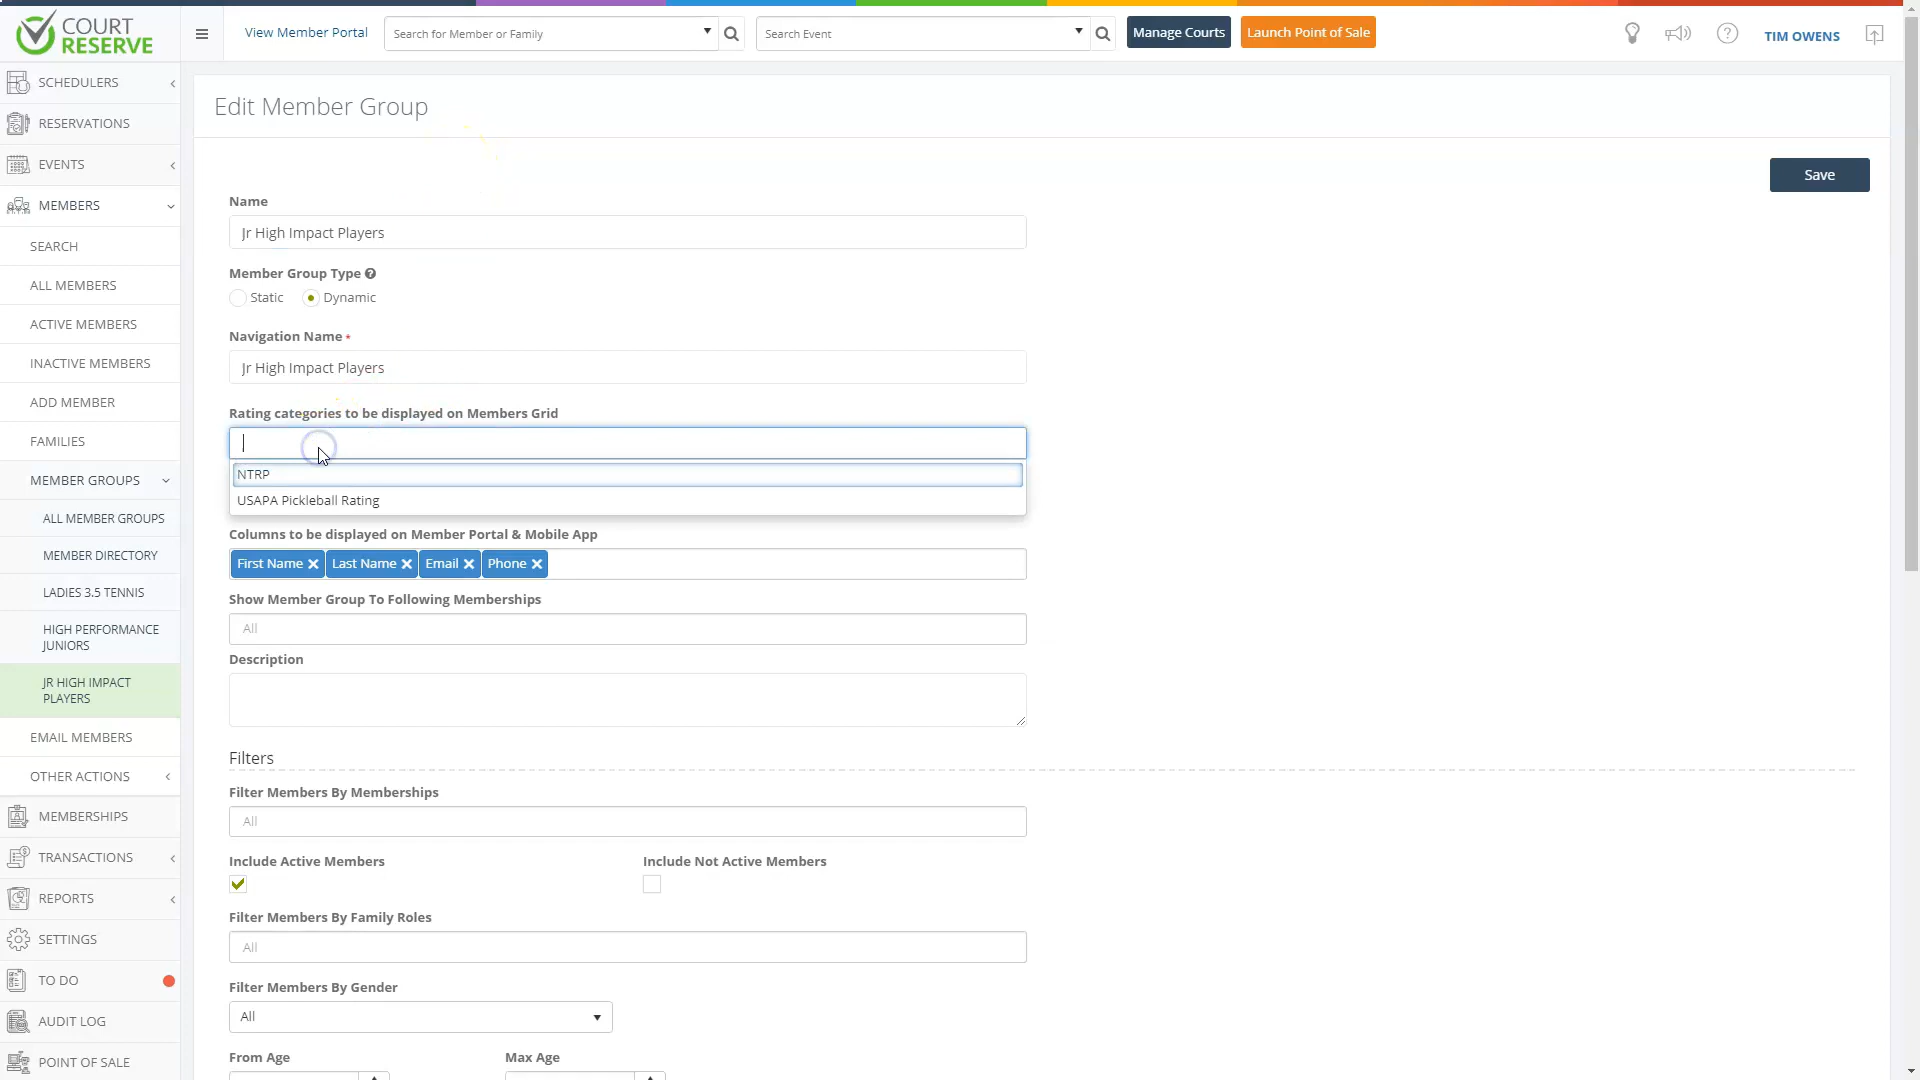 COURT
RESERVE
View Member Portal
Search for Member or Family
Search Event
Manage Courts
Launch Point of Sale
TIM OWENS
SCHEDULERS
RESERVATIONS
EVENTS
MEMBERS
SEARCH
ALL MEMBERS
ACTIVE MEMBERS
INACTIVE MEMBERS
ADD MEMBER
FAMILIES
MEMBER GROUPS
ALL MEMBER GROUPS
MEMBER DIRECTORY
LADIES 3.5 TENNIS
HIGH PERFORMANCE
JUNIORS
JR HIGH IMPACT
PLAYERS
EMAIL MEMBERS
OTHER ACTIONS
MEMBERSHIPS
TRANSACTIONS
REPORTS
SETTINGS
TO DO
AUDIT LOG
POINT OF SALE
Edit Member Group
Save
Name
Jr High Impact Players
Member Group Type ?
Static Dynamic
Navigation Name *
Jr High Impact Players
Rating categories to be displayed on Members Grid
NTRP
USAPA Pickleball Rating
Columns to be displayed on Member Portal & Mobile App
First Name × Last Name × Email × Phone ×
Show Member Group To Following Memberships
All
Description
Filters
Filter Members By Memberships
All
Include Active Members Include Not Active Members
Filter Members By Family Roles
All
Filter Members By Gender
All
From Age Max Age